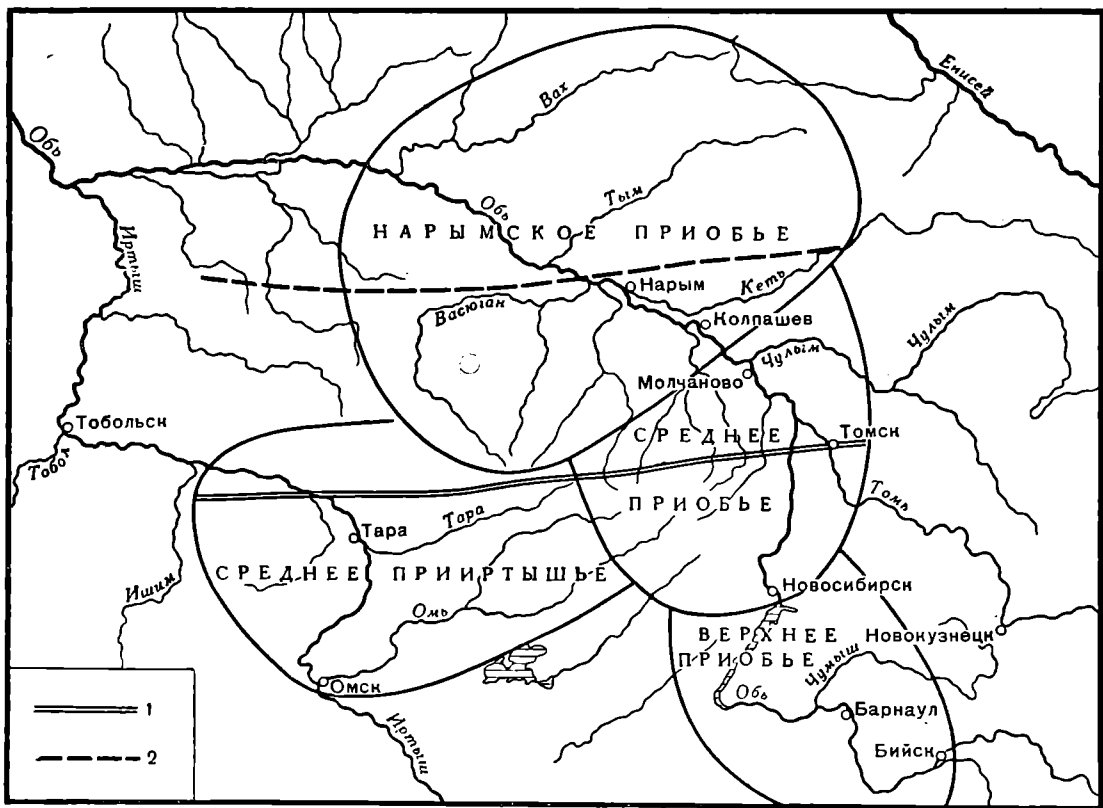 Обь
Вах
Енисей
Обь
Тым
Иртыш
НАРЫМСКОЕ ПРИОБЬЕ
Нарым
Кеть
Васюган
Колпашев
Чулым
Чулым
Молчаново
Тобольск
СРЕДНЕЕ
Томск
Тобол
Тара
ПРИОБЬЕ
Томь
Тара
СРЕДНЕЕ ПРИИРТЫШЬЕ
Ишим
Омь
Новосибирск
ВЕРХНЕЕ
Новокузнецк
ПРИОБЬЕ
Чумыш
Омск
Обь
Барнаул
Иртыш
Бийск
1
2